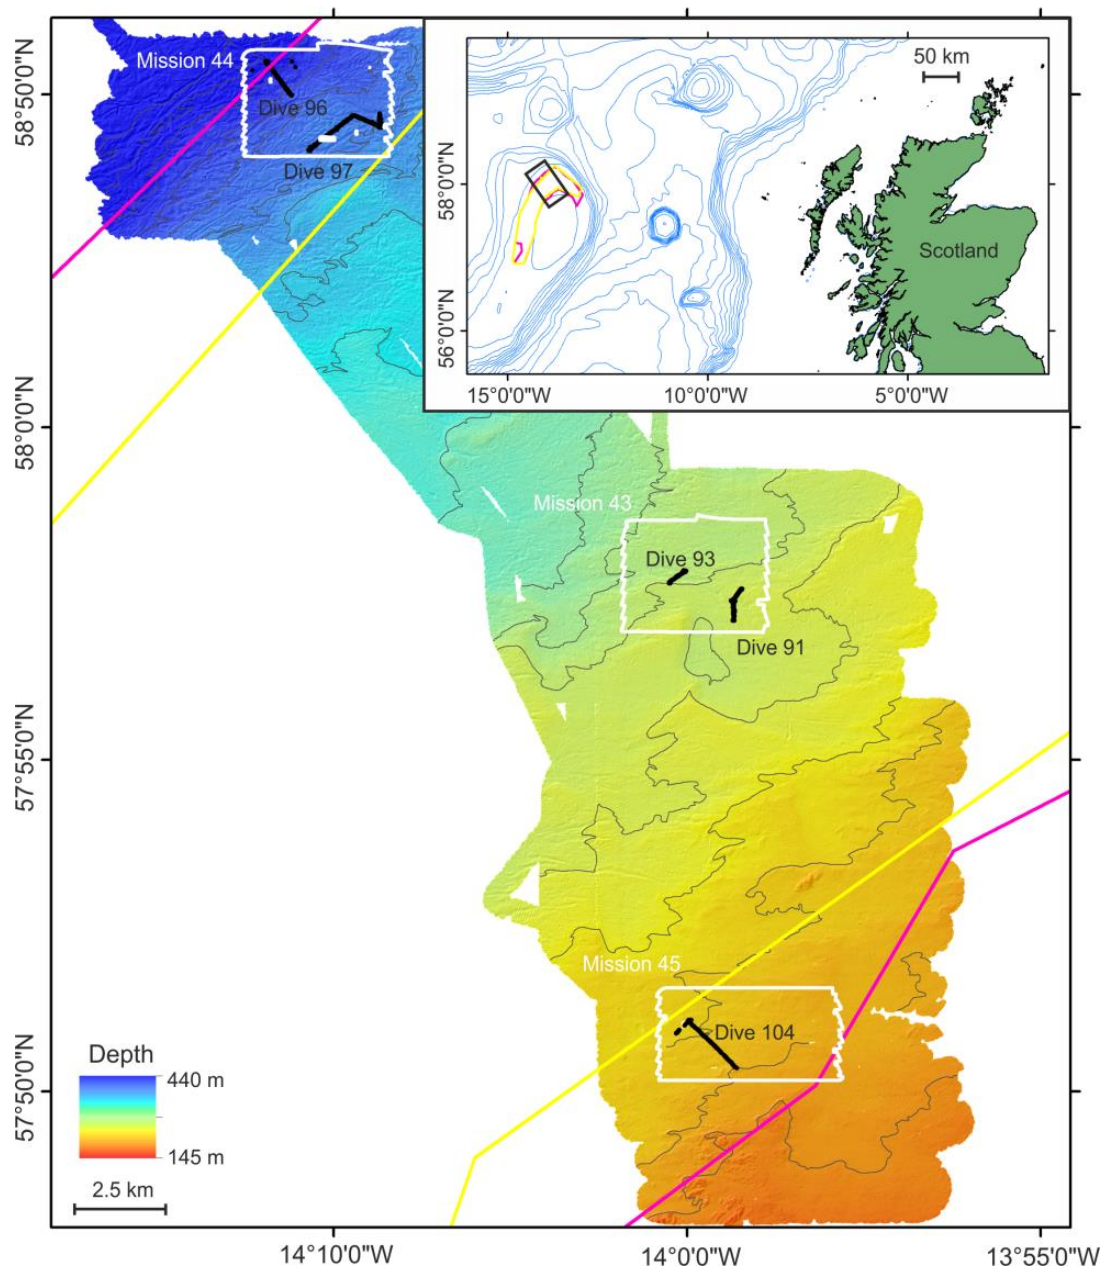 58°50'0"N
58°0'0"N
57°55'0"N
57°50'0"N
Mission 44
Dive 96
Dive 97
50 km
58°0'0"N
56°0'0"N
Scotland
15°0'0"W
10°0'0"W
5°0'0"W
Mission 43
Dive 93
Dive 91
Mission 45
Dive 104
Depth
440 m
145 m
2.5 km
14°10'0"W
14°0'0"W
13°55'0"W